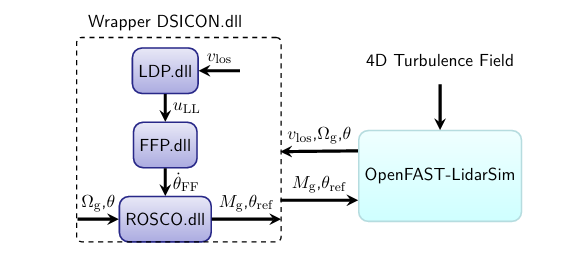 Wrapper DSICON.dll
LDP.dll
v_los
u_LL
FFP.dll
θ̇_FF
Ω_g,θ
ROSCO.dll
M_g,θ_ref
4D Turbulence Field
v_los,Ω_g,θ
M_g,θ_ref
OpenFAST-LidarSim